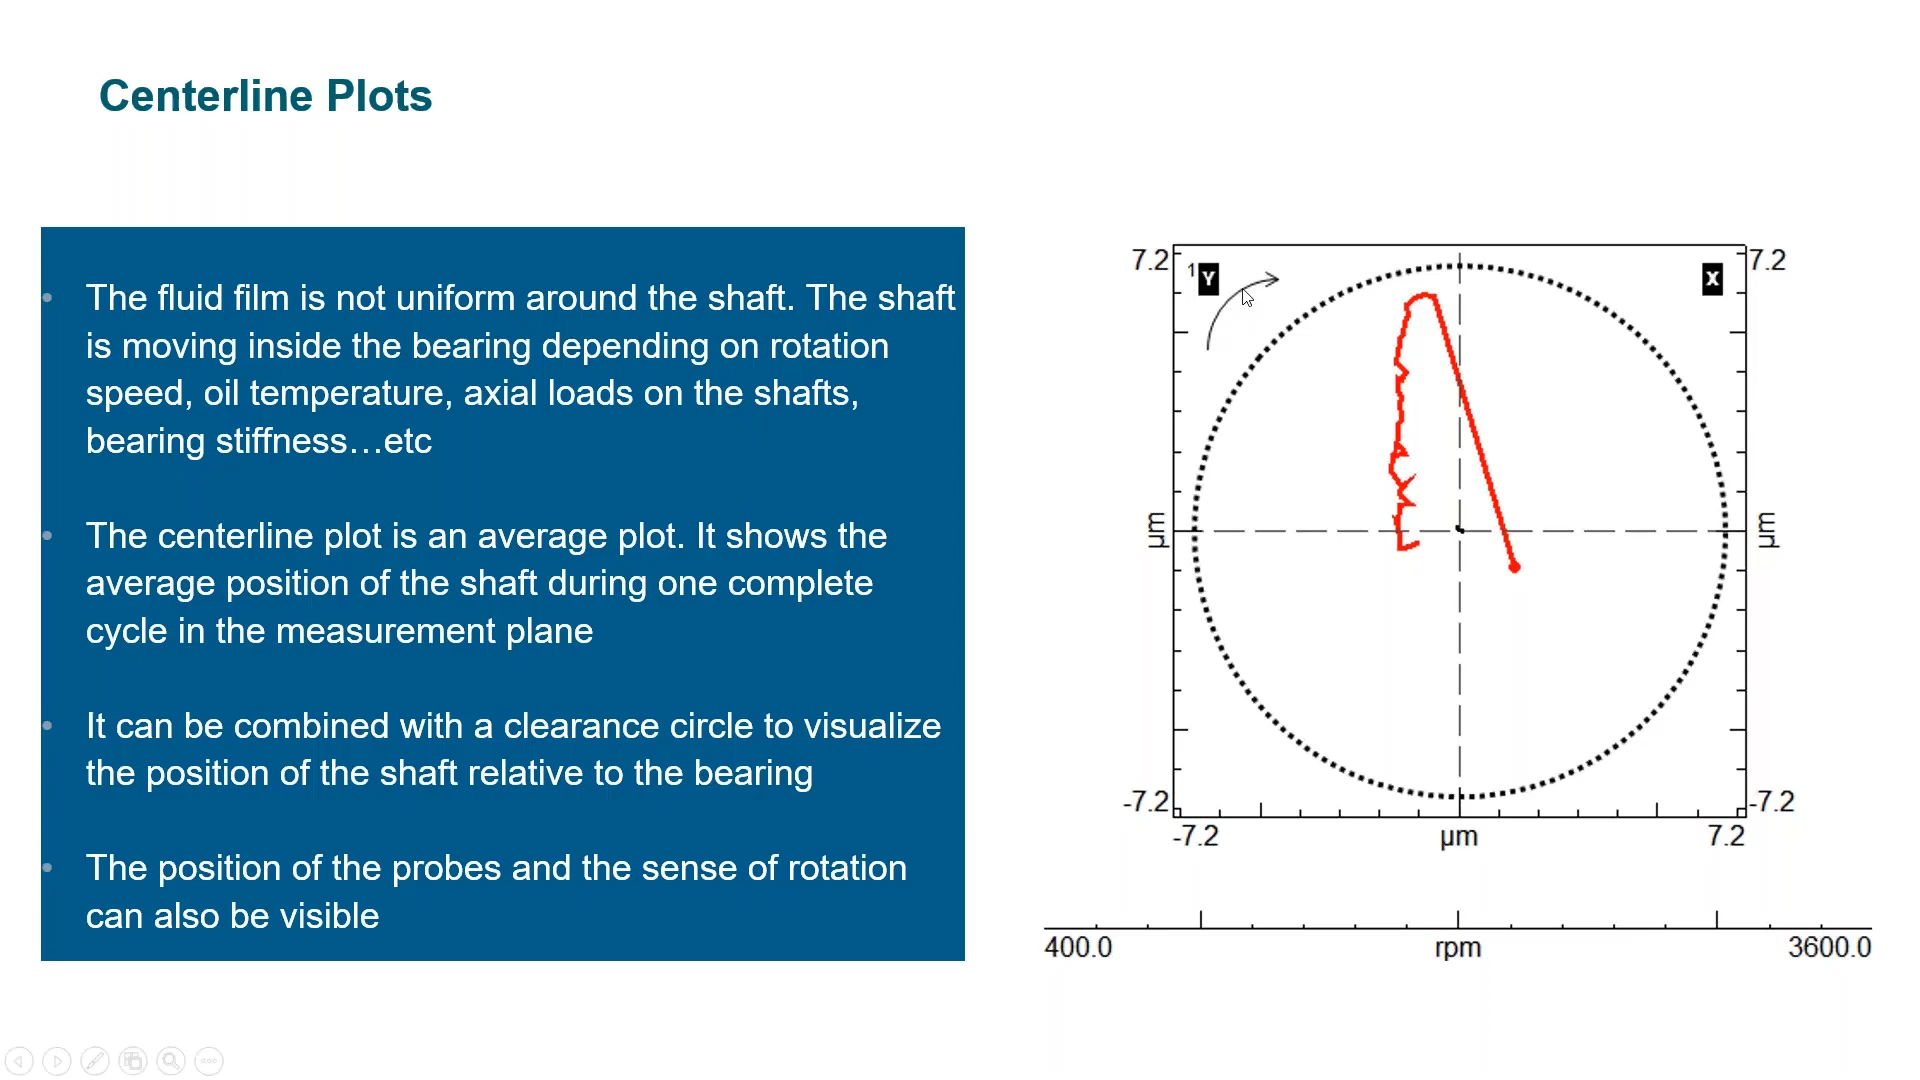 Centerline Plots
The fluid film is not uniform around the shaft. The shaft
is moving inside the bearing depending on rotation
speed, oil temperature, axial loads on the shafts,
bearing stiffness…etc
The centerline plot is an average plot. It shows the
average position of the shaft during one complete
cycle in the measurement plane
It can be combined with a clearance circle to visualize
the position of the shaft relative to the bearing
The position of the probes and the sense of rotation
can also be visible
7.2
1
Y
X
7.2
µm
µm
-7.2
-7.2
-7.2
µm
7.2
400.0
rpm
3600.0